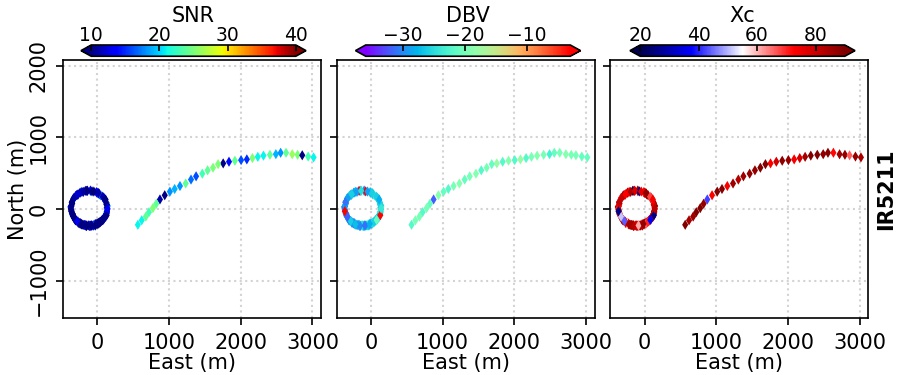 SNR DBV Xc
10 20 30 40 −30 −20 −10 20 40 60 80
2000
1000
0
−1000
North (m)
IR5211
0 1000 2000 3000 0 1000 2000 3000 0 1000 2000 3000
East (m) East (m) East (m)